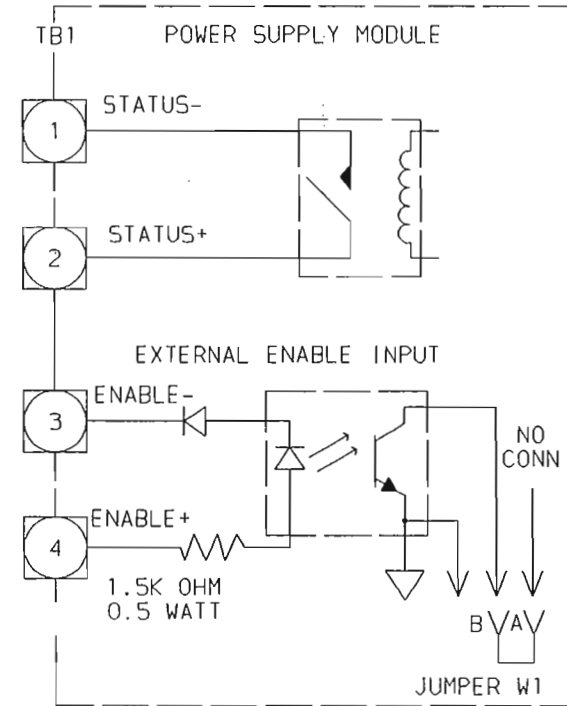 TB1
POWER SUPPLY MODULE
STATUS-
1
STATUS+
2
EXTERNAL ENABLE INPUT
ENABLE-
3
NO
CONN
ENABLE+
4
1.5K OHM
0.5 WATT
B
A
JUMPER W1